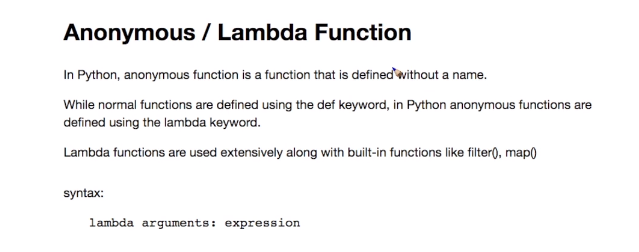 Anonymous / Lambda Function
In Python, anonymous function is a function that is defined without a name.
While normal functions are defined using the def keyword, in Python anonymous functions are
defined using the lambda keyword.
Lambda functions are used extensively along with built-in functions like filter(), map()
syntax:
lambda arguments: expression